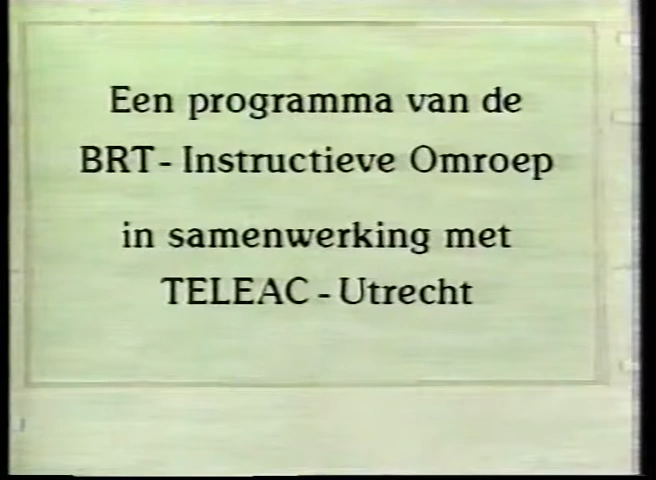 Een programma van de
BRT- Instructieve Omroep
in samenwerking met
TELEAC - Utrecht